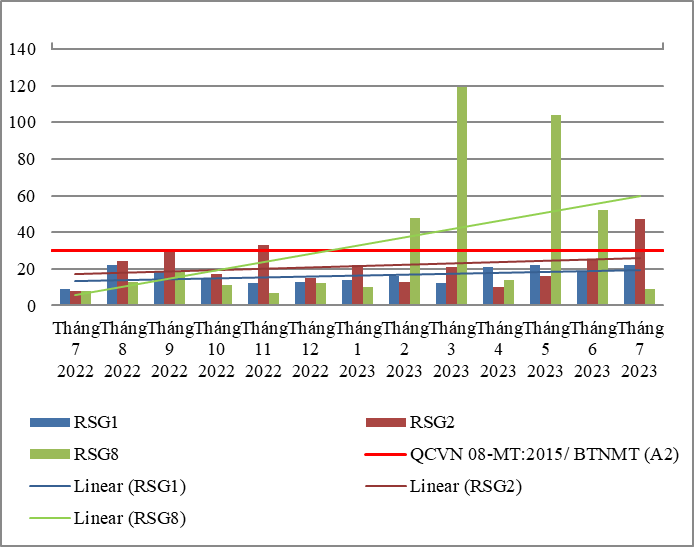 140
120
100
80
60
40
20
0
Tháng Tháng Tháng Tháng Tháng Tháng Tháng Tháng Tháng Tháng Tháng Tháng Tháng
7 8 9 10 11 12 1 2 3 4 5 6 7
2022 2022 2022 2022 2022 2022 2023 2023 2023 2023 2023 2023 2023
RSG1 RSG2
RSG8 QCVN 08-MT:2015/ BTNMT (A2)
Linear (RSG1) Linear (RSG2)
Linear (RSG8)